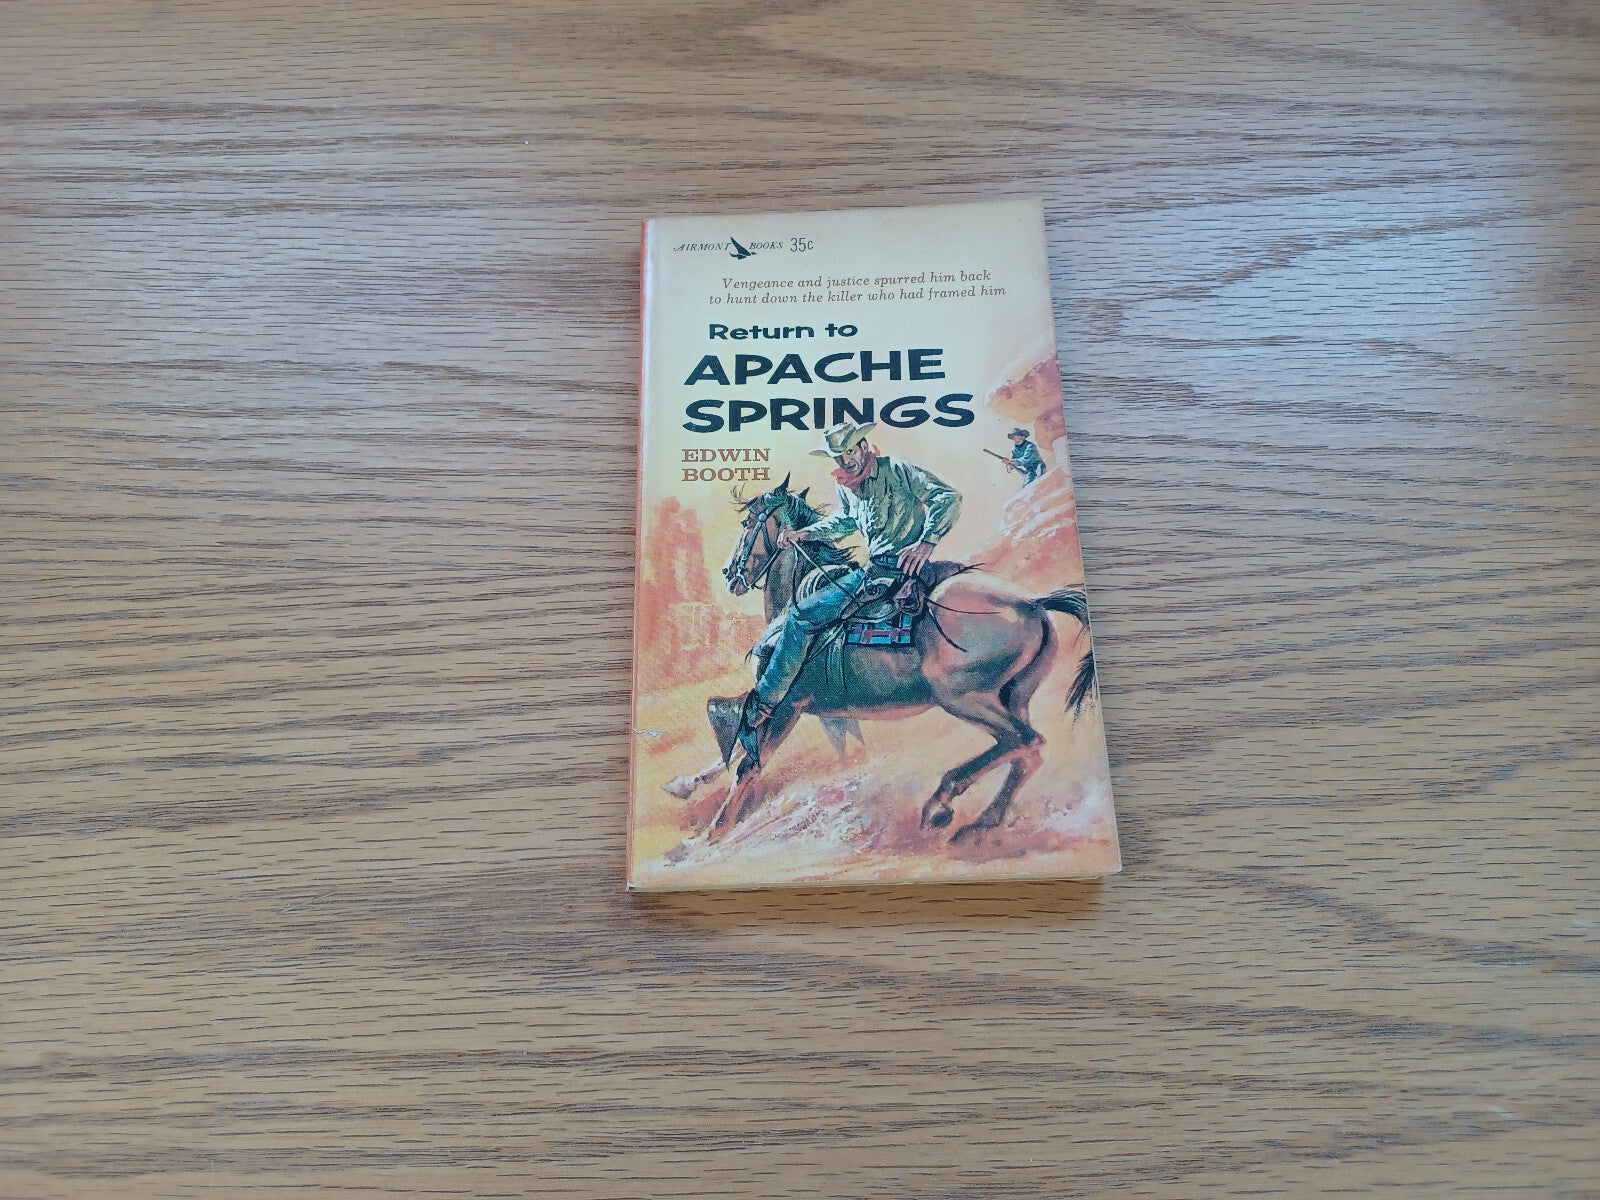 AIRMONT BOOKS 35c
Vengeance and justice spurred him back
to hunt down the killer who had framed him
Return to
APACHE
SPRINGS
EDWIN
BOOTH